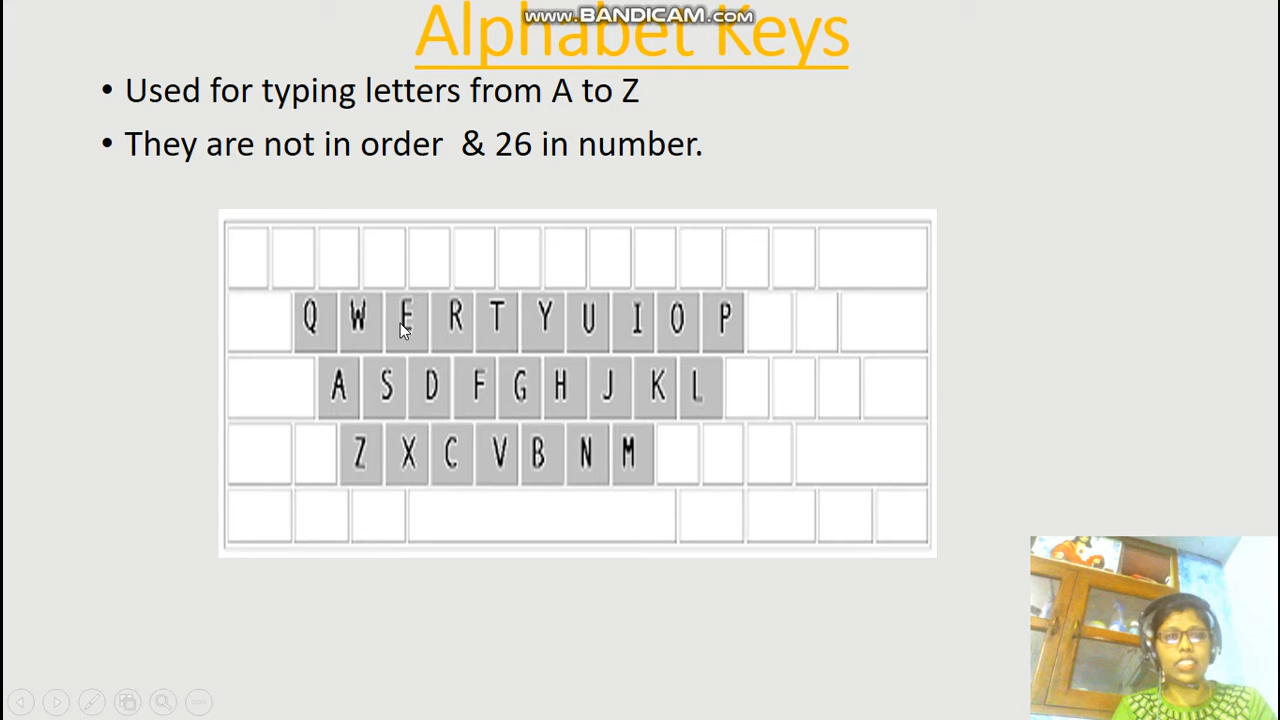 www.BANDICAM.com
Alphabet Keys
• Used for typing letters from A to Z
• They are not in order & 26 in number.
Q W E R T Y U I O P
A S D F G H J K L
Z X C V B N M